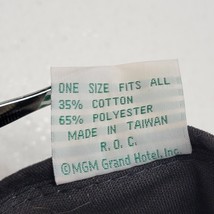 ONE SIZE FITS ALL
35% COTTON
65% POLYESTER
MADE IN TAIWAN
R. O. C.
©MGM Grand Hotel, Inc.